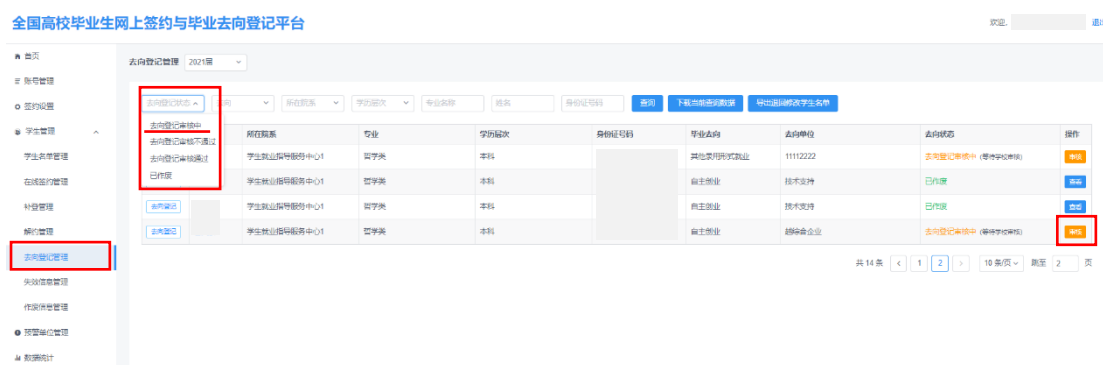 全国高校毕业生网上签约与毕业去向登记平台
欢迎,
首页
去向登记管理 2021届
账号管理
签约设置
去向登记状态 所在院系 学历层次 专业名称 姓名 身份证号码 查询 下载当前查询数据 导出退回修改学生名单
学生管理
去向登记审核中
去向登记审核不通过
去向登记审核通过
已作废
所在院系 专业 学历层次 身份证号码 毕业去向 去向单位 去向状态 操作
学生就业指导服务中心1 哲学类 本科 其他录用形式就业 11112222 去向登记审核中 (等待学校审核) 审核
学生就业指导服务中心1 哲学类 本科 自主创业 技术支持 已作废 查看
去向登记 学生就业指导服务中心1 哲学类 本科 自主创业 技术支持 已作废 查看
去向登记 学生就业指导服务中心1 哲学类 本科 自主创业 去向登记审核中 (等待学校审核) 审核
共 14 条 < 1 2 > 10 条/页 跳至 2 页
学生名单管理
在线签约管理
补登管理
解约管理
去向登记管理
失效信息管理
作废信息管理
预警单位管理
数据统计